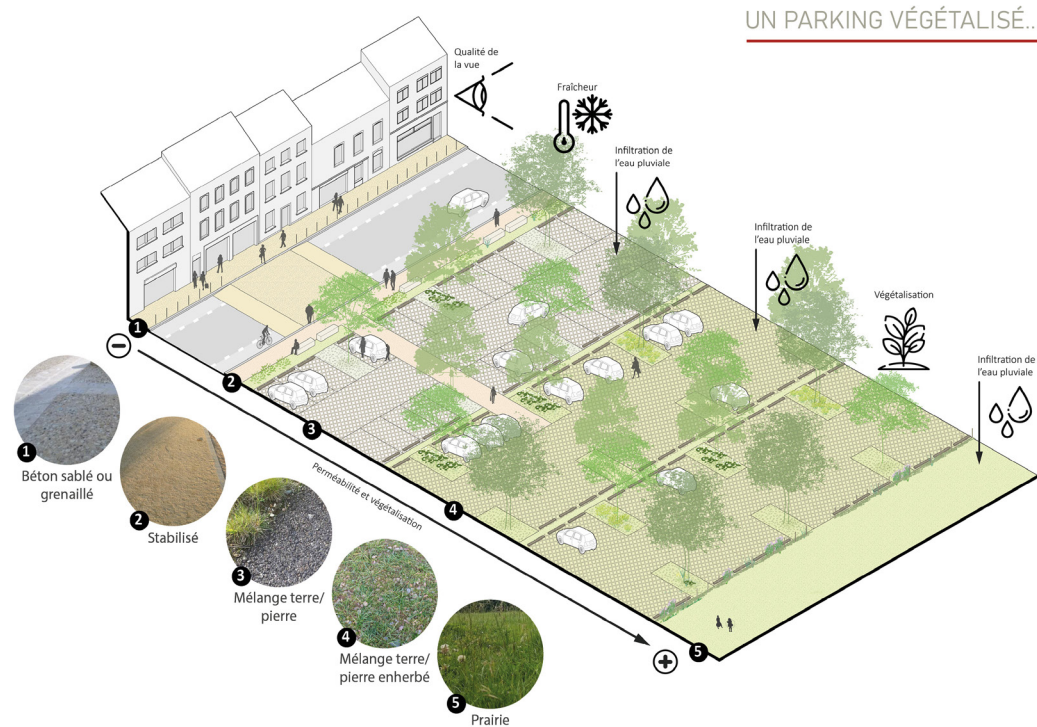 UN PARKING VÉGÉTALISÉ..
Qualité de
la vue
Fraîcheur
Infiltration de
l'eau pluviale
Infiltration de
l'eau pluviale
Végétalisation
Infiltration de
l'eau pluviale
1
2
3
4
5
Perméabilité et végétalisation
1
Béton sablé ou
grenaillé
2
Stabilisé
3
Mélange terre/
pierre
4
Mélange terre/
pierre enherbé
5
Prairie